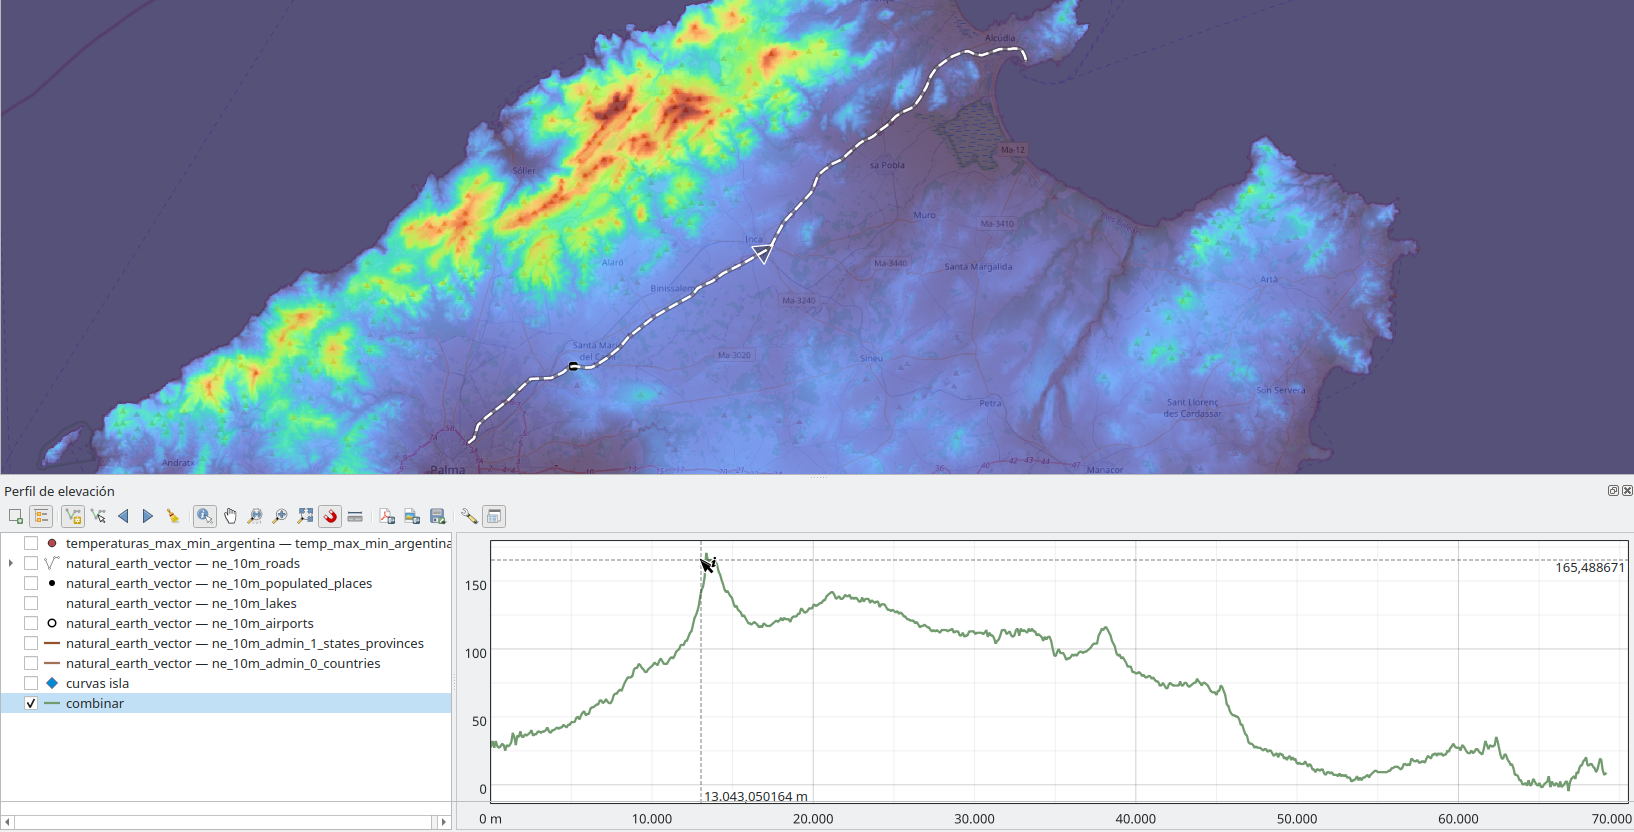 Alcúdia
Sóller
Ma-12
sa Pobla
Muro
Ma-3410
Inca
Alaró
Ma-3440
Santa Margalida
Artà
Binissalem
Ma-3240
Santa Maria
del Camí
Ma-3020
Sineu
Son Servera
Petra
Sant Llorenç
des Cardassar
Andratx
Palma
Manacor
Perfil de elevación
temperaturas_max_min_argentina — temp_max_min_argentina
natural_earth_vector — ne_10m_roads
natural_earth_vector — ne_10m_populated_places
natural_earth_vector — ne_10m_lakes
natural_earth_vector — ne_10m_airports
natural_earth_vector — ne_10m_admin_1_states_provinces
natural_earth_vector — ne_10m_admin_0_countries
curvas isla
combinar
165,488671
150
100
50
0
13.043,050164 m
0 m 10.000 20.000 30.000 40.000 50.000 60.000 70.000